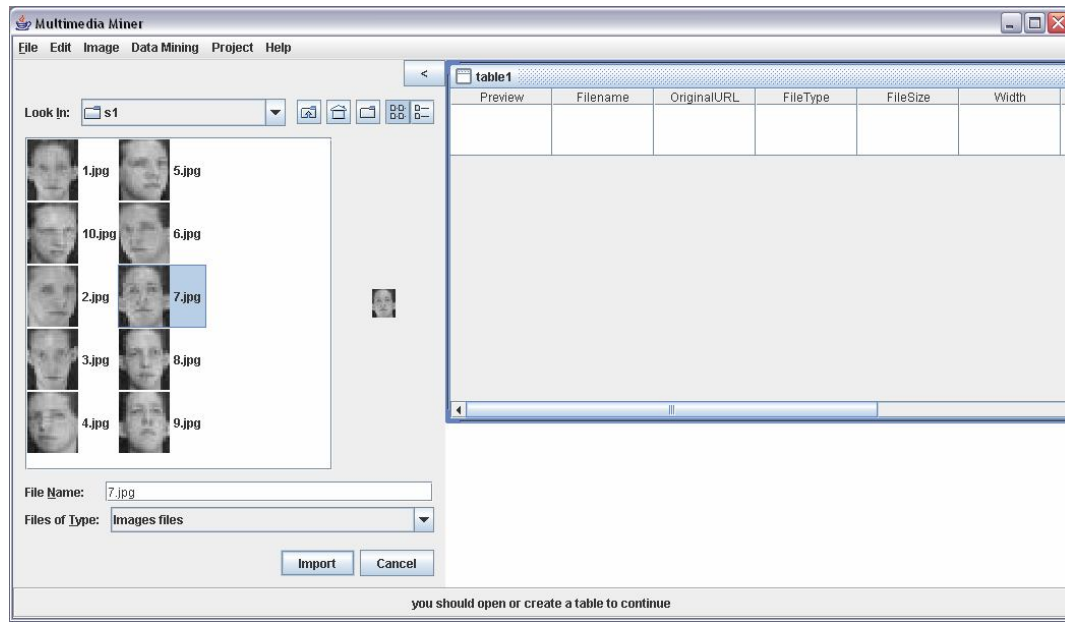 Multimedia Miner
File Edit Image Data Mining Project Help
<
table1
Preview Filename OriginalURL FileType FileSize Width
Look In: s1
1.jpg 5.jpg
10.jpg 6.jpg
2.jpg 7.jpg
3.jpg 8.jpg
4.jpg 9.jpg
File Name: 7.jpg
Files of Type: Images files
Import Cancel
you should open or create a table to continue